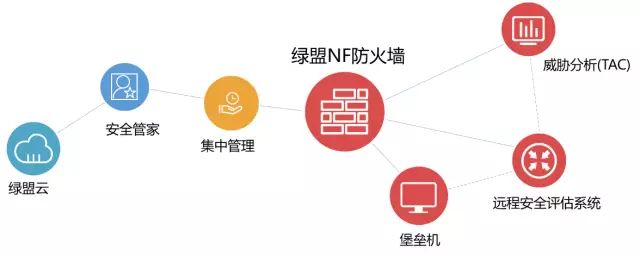 绿盟NF防火墙
威胁分析(TAC)
安全管家
集中管理
绿盟云
远程安全评估系统
堡垒机